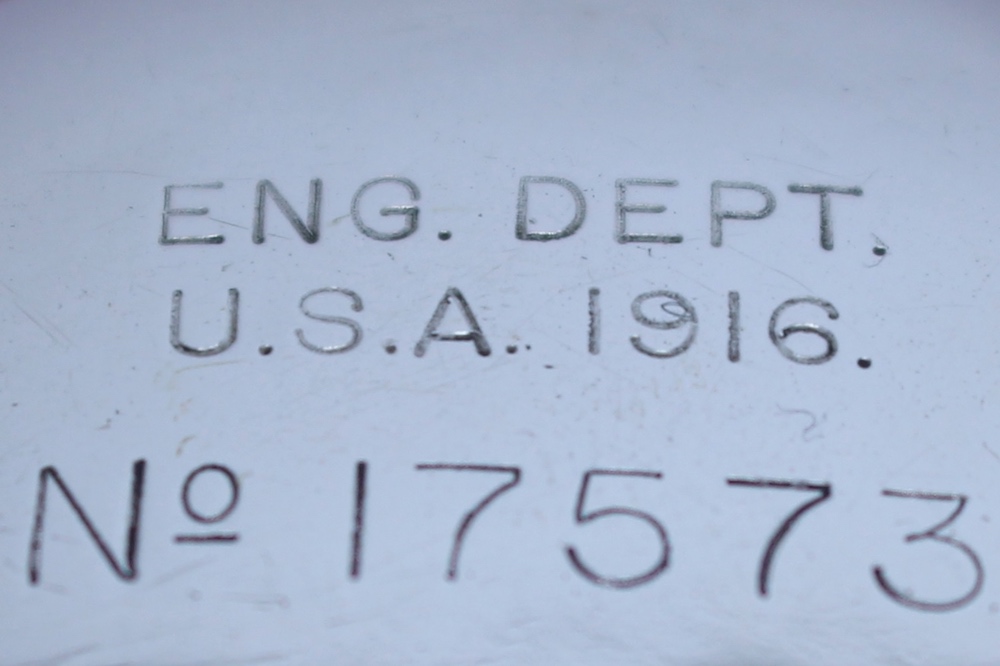 ENG. DEPT.
U.S.A. 1916.
Nº 17573